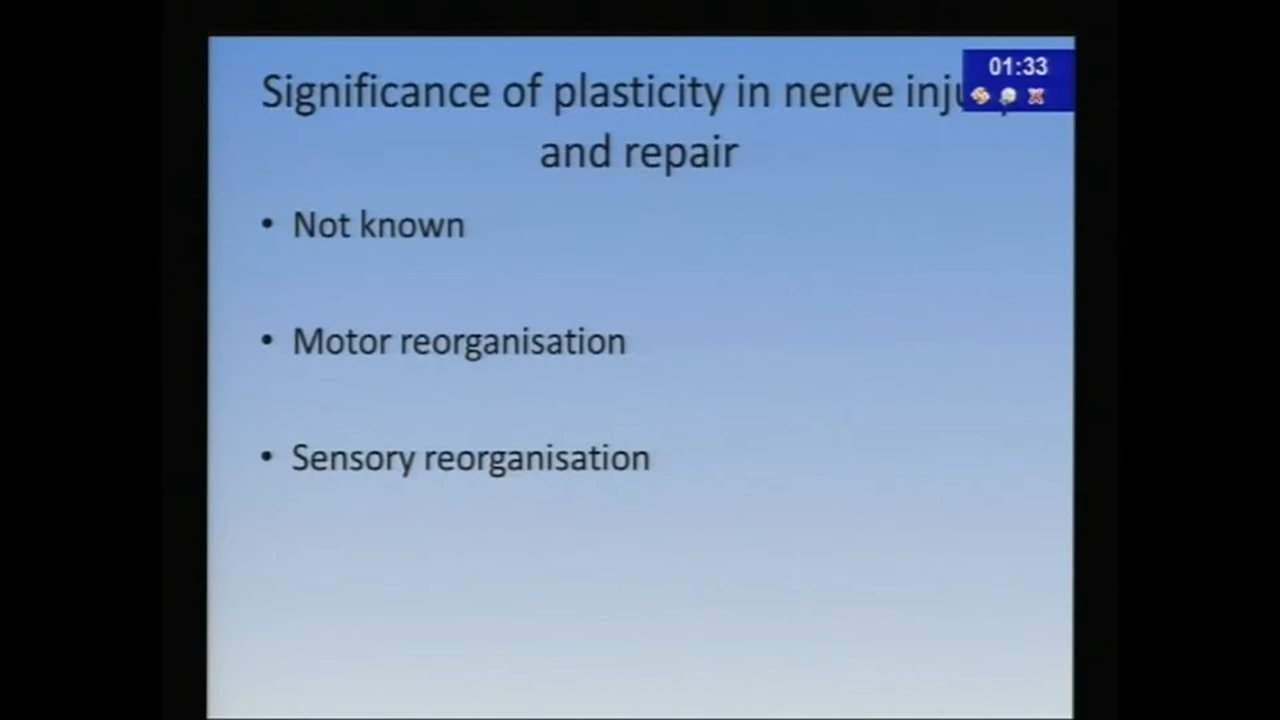 01:33
Significance of plasticity in nerve
and repair
• Not known
• Motor reorganisation
• Sensory reorganisation